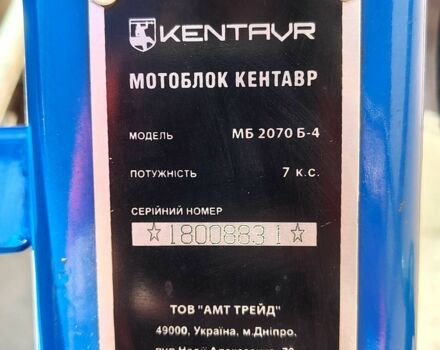 KENTAVR
МОТОБЛОК КЕНТАВР
МОДЕЛЬ МБ 2070 Б-4
ПОТУЖНІСТЬ 7 к.с.
СЕРІЙНИЙ НОМЕР
☆18008831☆
ТОВ "АМТ ТРЕЙД"
49000, Україна, м.Дніпро,